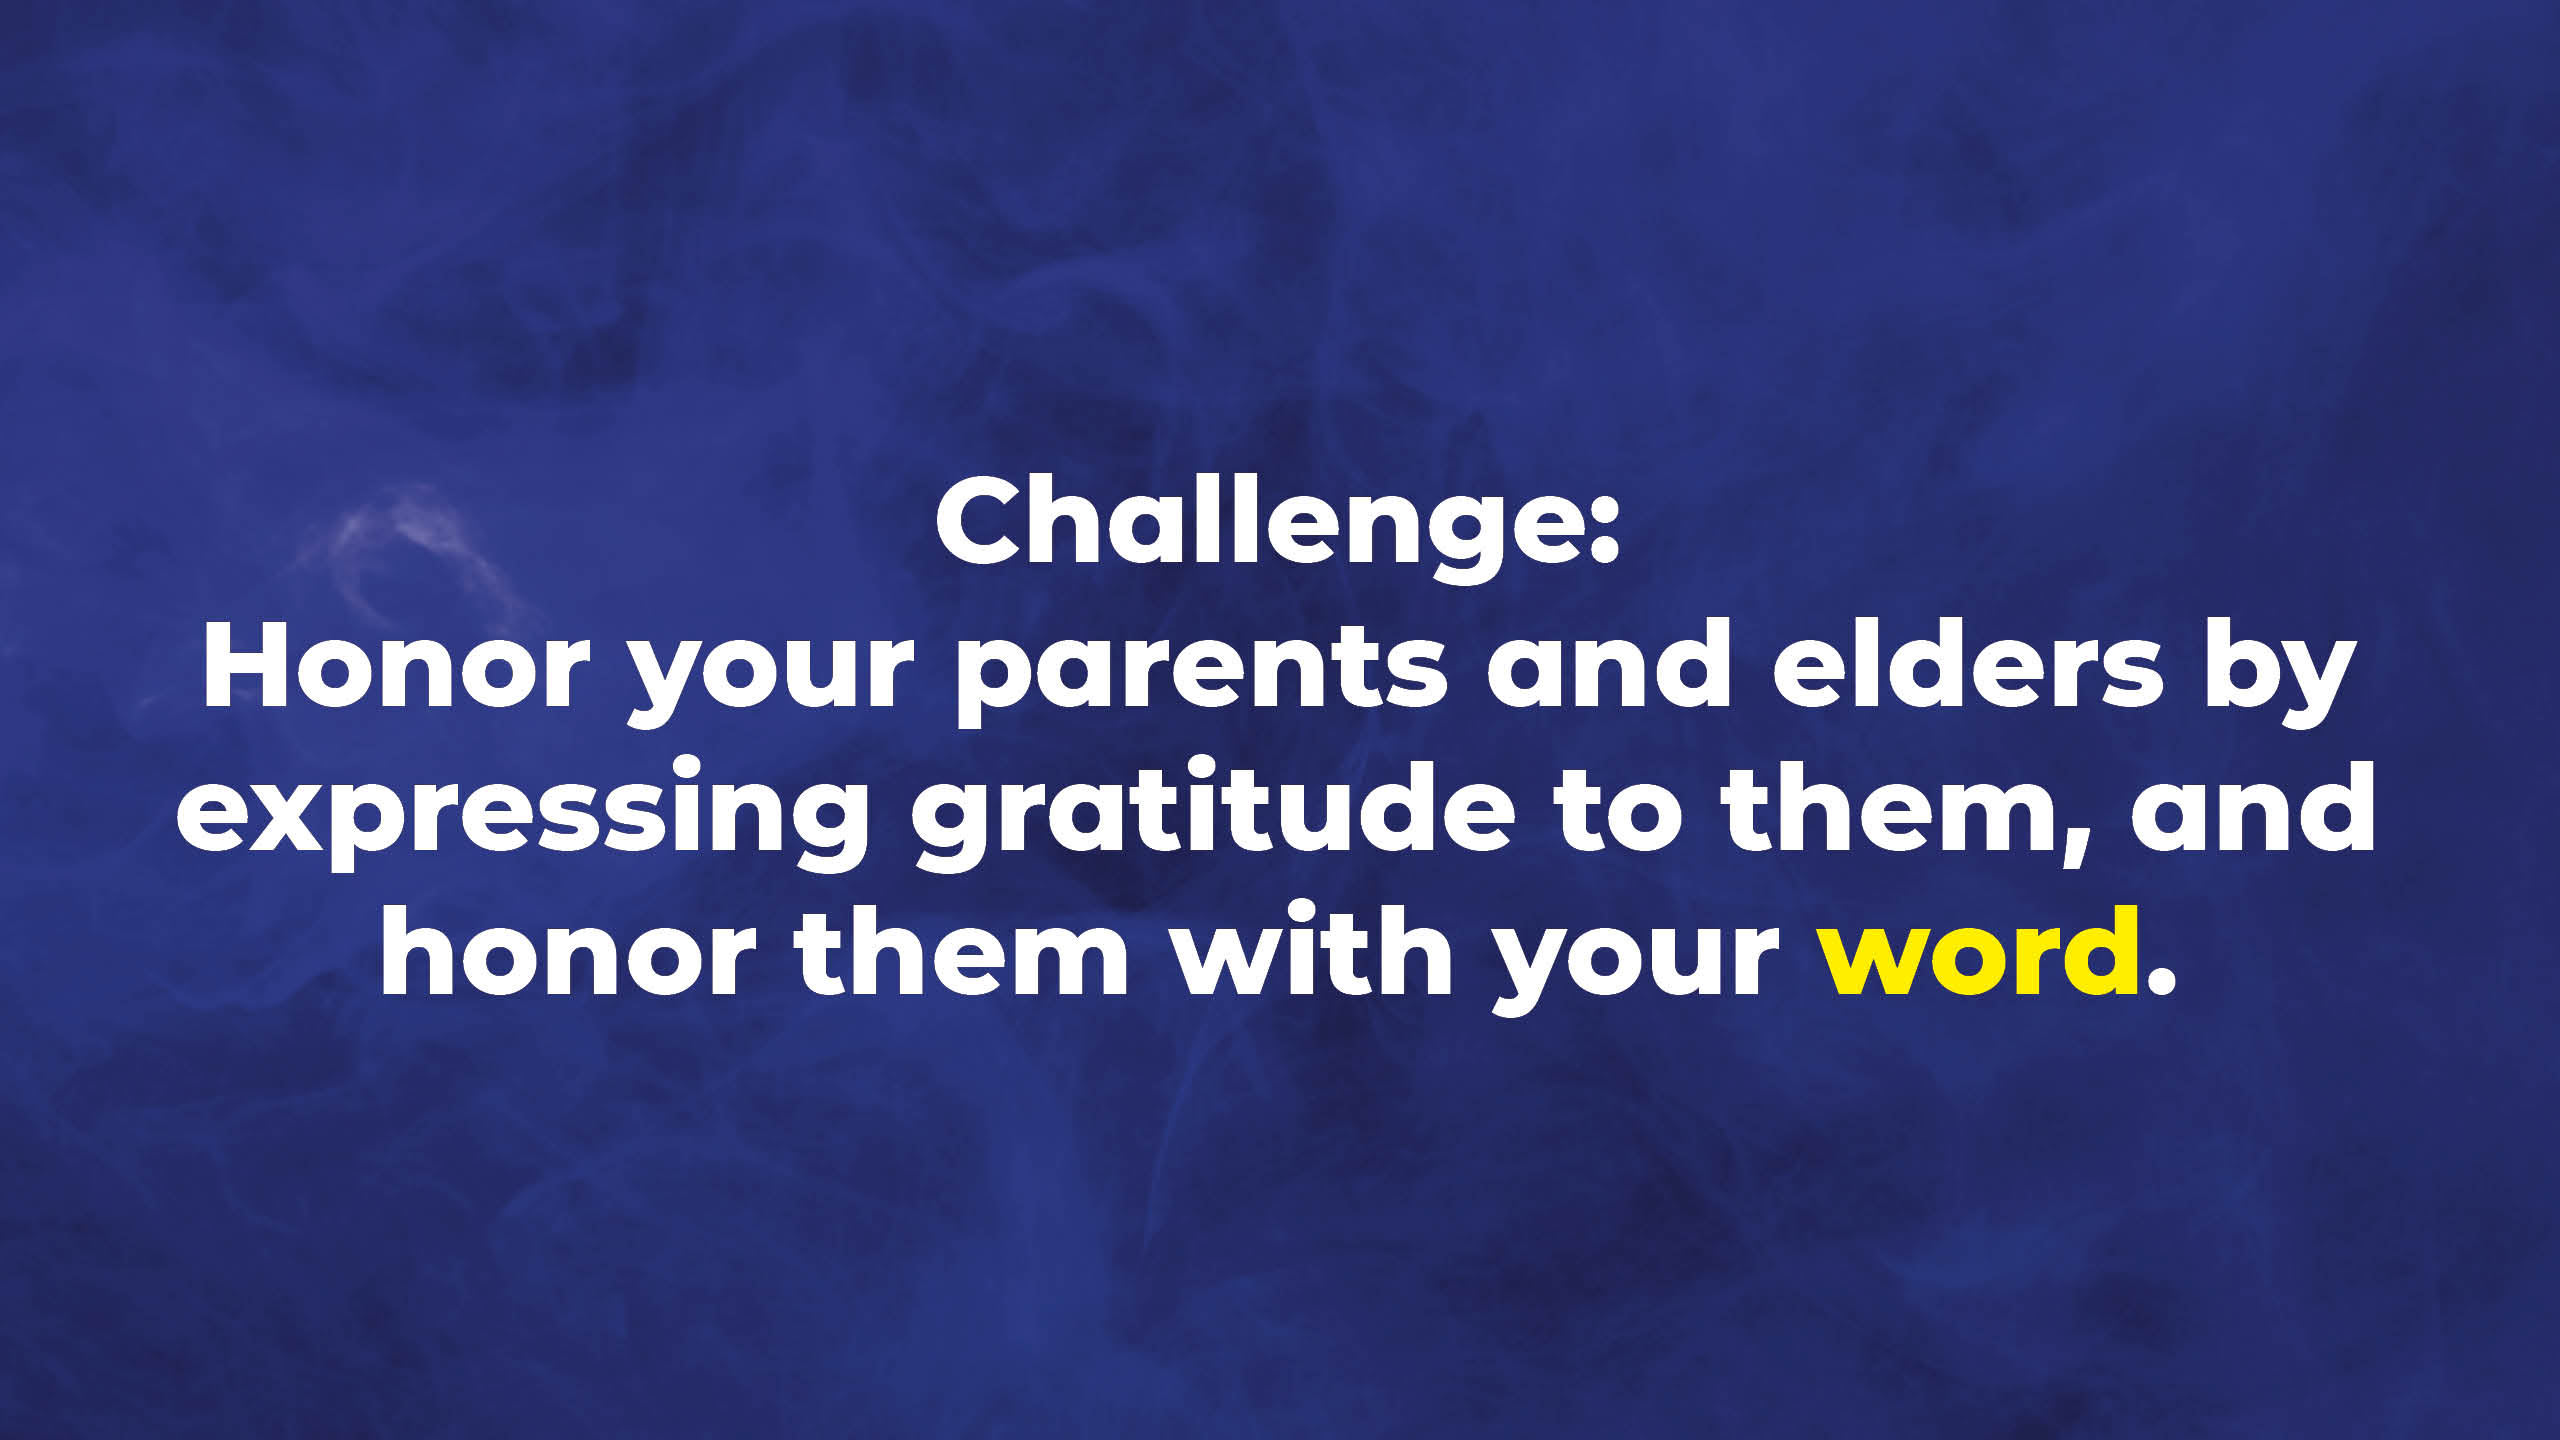 Challenge:
Honor your parents and elders by
expressing gratitude to them, and
honor them with your word.